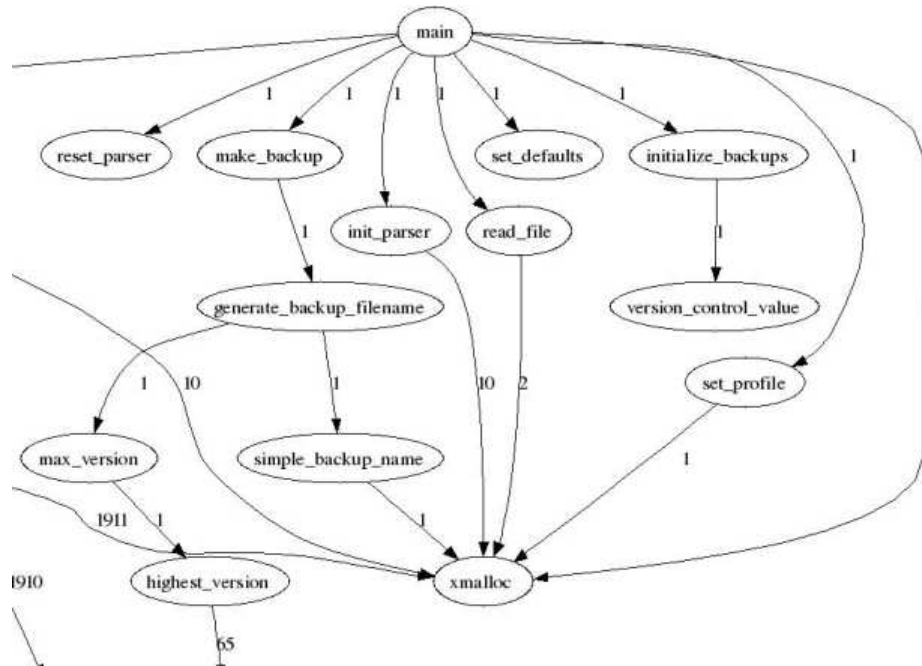 main
1 1 1 1 1 1
reset_parser make_backup set_defaults initialize_backups
1
1 init_parser read_file 1
generate_backup_filename version_control_value
1 1 10 10 2 set_profile
max_version simple_backup_name 1
1911 1 1
1910 highest_version xmalloc
65